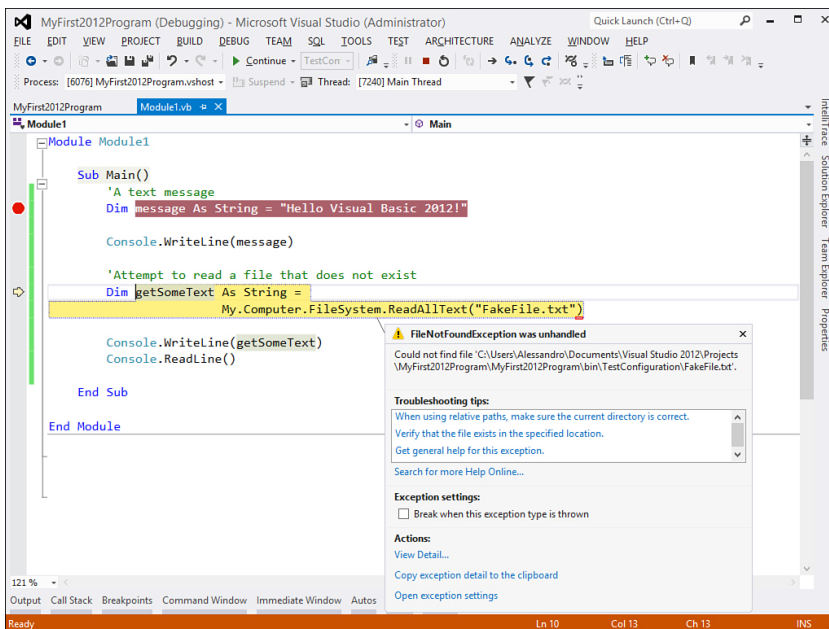 MyFirst2012Program (Debugging) - Microsoft Visual Studio (Administrator)
Quick Launch (Ctrl+Q)
FILE EDIT VIEW PROJECT BUILD DEBUG TEAM SQL TOOLS TEST ARCHITECTURE ANALYZE WINDOW HELP
Continue TestCon
Process: [6076] MyFirst2012Program.vshost Suspend Thread: [7240] Main Thread
MyFirst2012Program Module1.vb
Module1 Main
Module Module1
Sub Main()
'A text message
Dim message As String = "Hello Visual Basic 2012!"
Console.WriteLine(message)
'Attempt to read a file that does not exist
Dim getSomeText As String =
My.Computer.FileSystem.ReadAllText("FakeFile.txt")
Console.WriteLine(getSomeText)
Console.ReadLine()
End Sub
End Module
FileNotFoundException was unhandled
Could not find file 'C:\Users\Alessandro\Documents\Visual Studio 2012\Projects
\MyFirst2012Program\MyFirst2012Program\bin\TestConfiguration\FakeFile.txt'.
Troubleshooting tips:
When using relative paths, make sure the current directory is correct.
Verify that the file exists in the specified location.
Get general help for this exception.
Search for more Help Online...
Exception settings:
Break when this exception type is thrown
Actions:
View Detail...
Copy exception detail to the clipboard
Open exception settings
IntelliTrace
Solution Explorer
Team Explorer
Properties
121 %
Output Call Stack Breakpoints Command Window Immediate Window Autos
Ready Ln 10 Col 13 Ch 13 INS